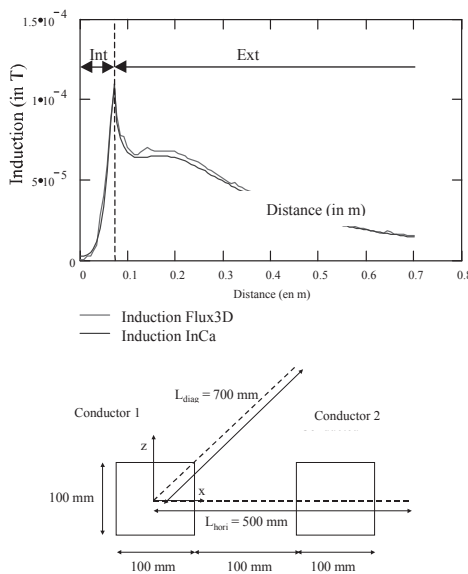 1.5•10⁻⁴
Int
Ext
1•10⁻⁴
Induction (in T)
5•10⁻⁵
Distance (in m)
0
0 0.1 0.2 0.3 0.4 0.5 0.6 0.7 0.8
Distance (en m)
Induction Flux3D
Induction InCa
L_diag = 700 mm
Conductor 1
Conductor 2
z
100 mm
x
L_hori = 500 mm
100 mm 100 mm 100 mm